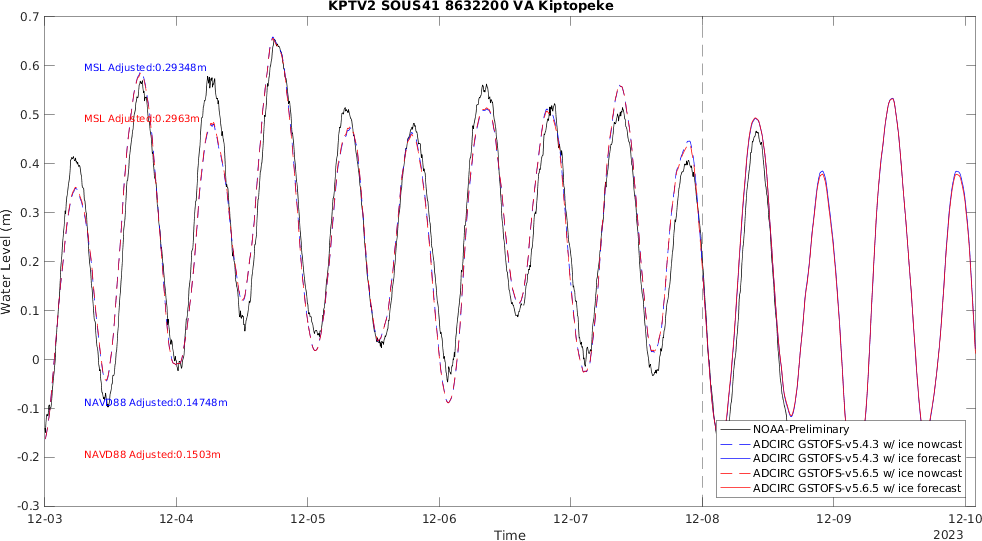 KPTV2 SOUS41 8632200 VA Kiptopeke
0.7
0.6
0.5
0.4
0.3
0.2
0.1
0
-0.1
-0.2
-0.3
Water Level (m)
MSL Adjusted:0.29348m
MSL Adjusted:0.2963m
NAVD88 Adjusted:0.14748m
NAVD88 Adjusted:0.1503m
NOAA-Preliminary
ADCIRC GSTOFS-v5.4.3 w/ ice nowcast
ADCIRC GSTOFS-v5.4.3 w/ ice forecast
ADCIRC GSTOFS-v5.6.5 w/ ice nowcast
ADCIRC GSTOFS-v5.6.5 w/ ice forecast
12-03 12-04 12-05 12-06 12-07 12-08 12-09 12-10
Time
2023